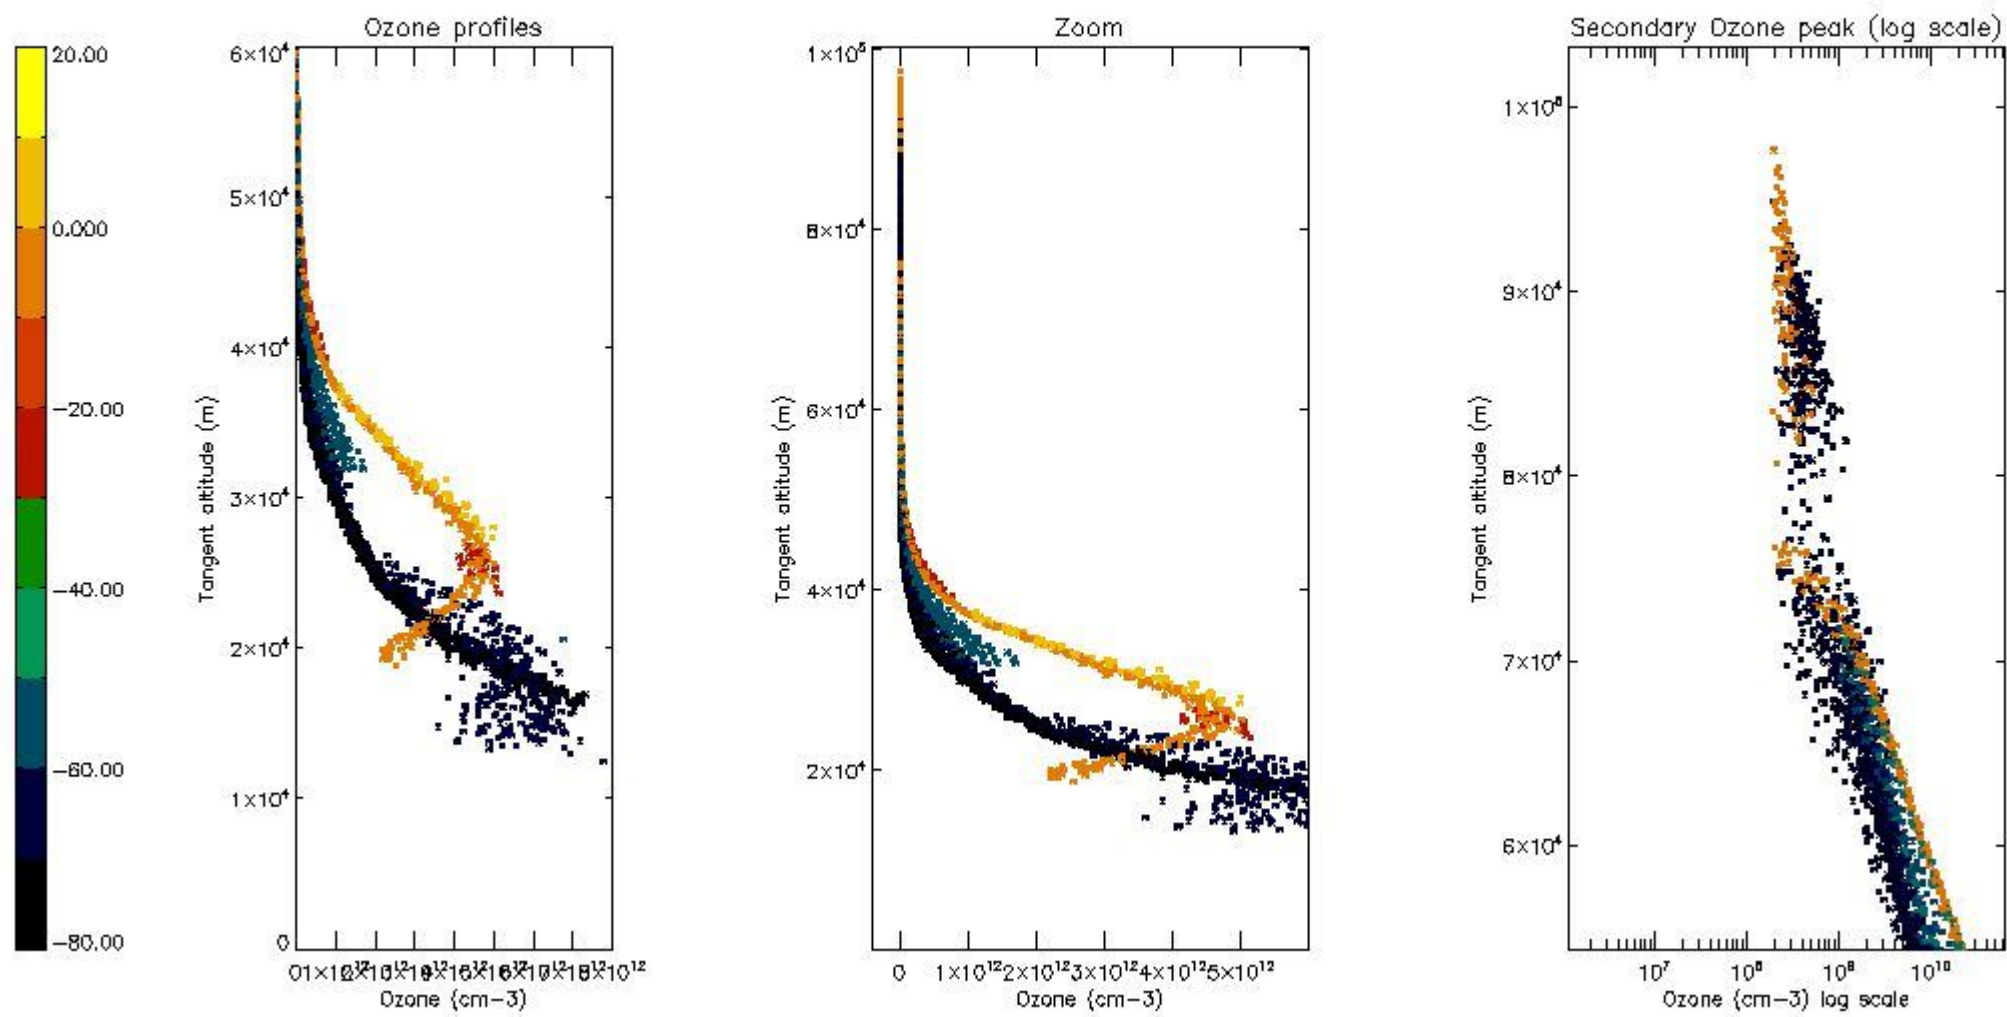 Ozone profiles
Zoom
Secondary Ozone peak (log scale)
20.00
0.000
-20.00
-40.00
-60.00
-80.00
6×10⁴
5×10⁴
4×10⁴
3×10⁴
2×10⁴
1×10⁴
0
Tangent altitude (m)
Ozone (cm-3)
1×10⁵
8×10⁴
6×10⁴
4×10⁴
2×10⁴
Tangent altitude (m)
0 1×10¹² 2×10¹² 3×10¹² 4×10¹² 5×10¹²
Ozone (cm-3)
1×10⁵
9×10⁴
8×10⁴
7×10⁴
6×10⁴
Tangent altitude (m)
10⁷ 10⁸ 10⁹ 10¹⁰
Ozone (cm-3) log scale